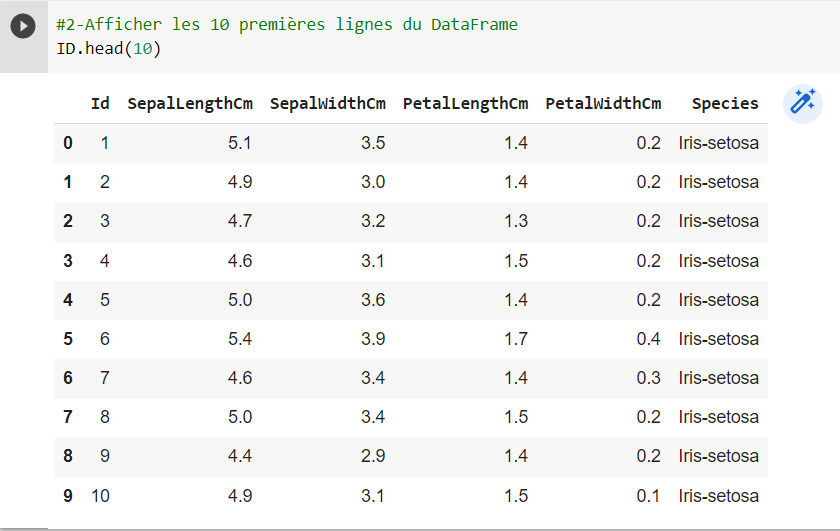 #2-Afficher les 10 premières lignes du DataFrame
ID.head(10)
Id SepalLengthCm SepalWidthCm PetalLengthCm PetalWidthCm Species
0 1 5.1 3.5 1.4 0.2 Iris-setosa
1 2 4.9 3.0 1.4 0.2 Iris-setosa
2 3 4.7 3.2 1.3 0.2 Iris-setosa
3 4 4.6 3.1 1.5 0.2 Iris-setosa
4 5 5.0 3.6 1.4 0.2 Iris-setosa
5 6 5.4 3.9 1.7 0.4 Iris-setosa
6 7 4.6 3.4 1.4 0.3 Iris-setosa
7 8 5.0 3.4 1.5 0.2 Iris-setosa
8 9 4.4 2.9 1.4 0.2 Iris-setosa
9 10 4.9 3.1 1.5 0.1 Iris-setosa